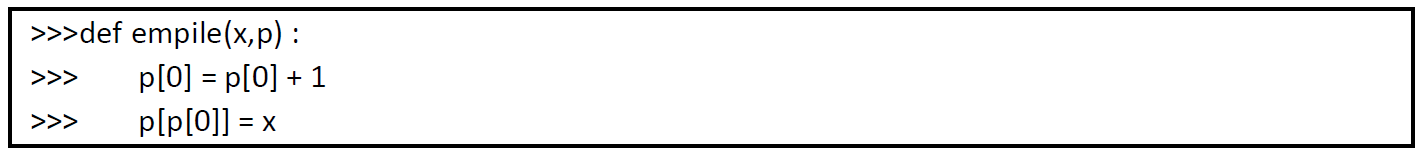 >>>def empile(x,p) :
>>>      p[0] = p[0] + 1
>>>      p[p[0]] = x